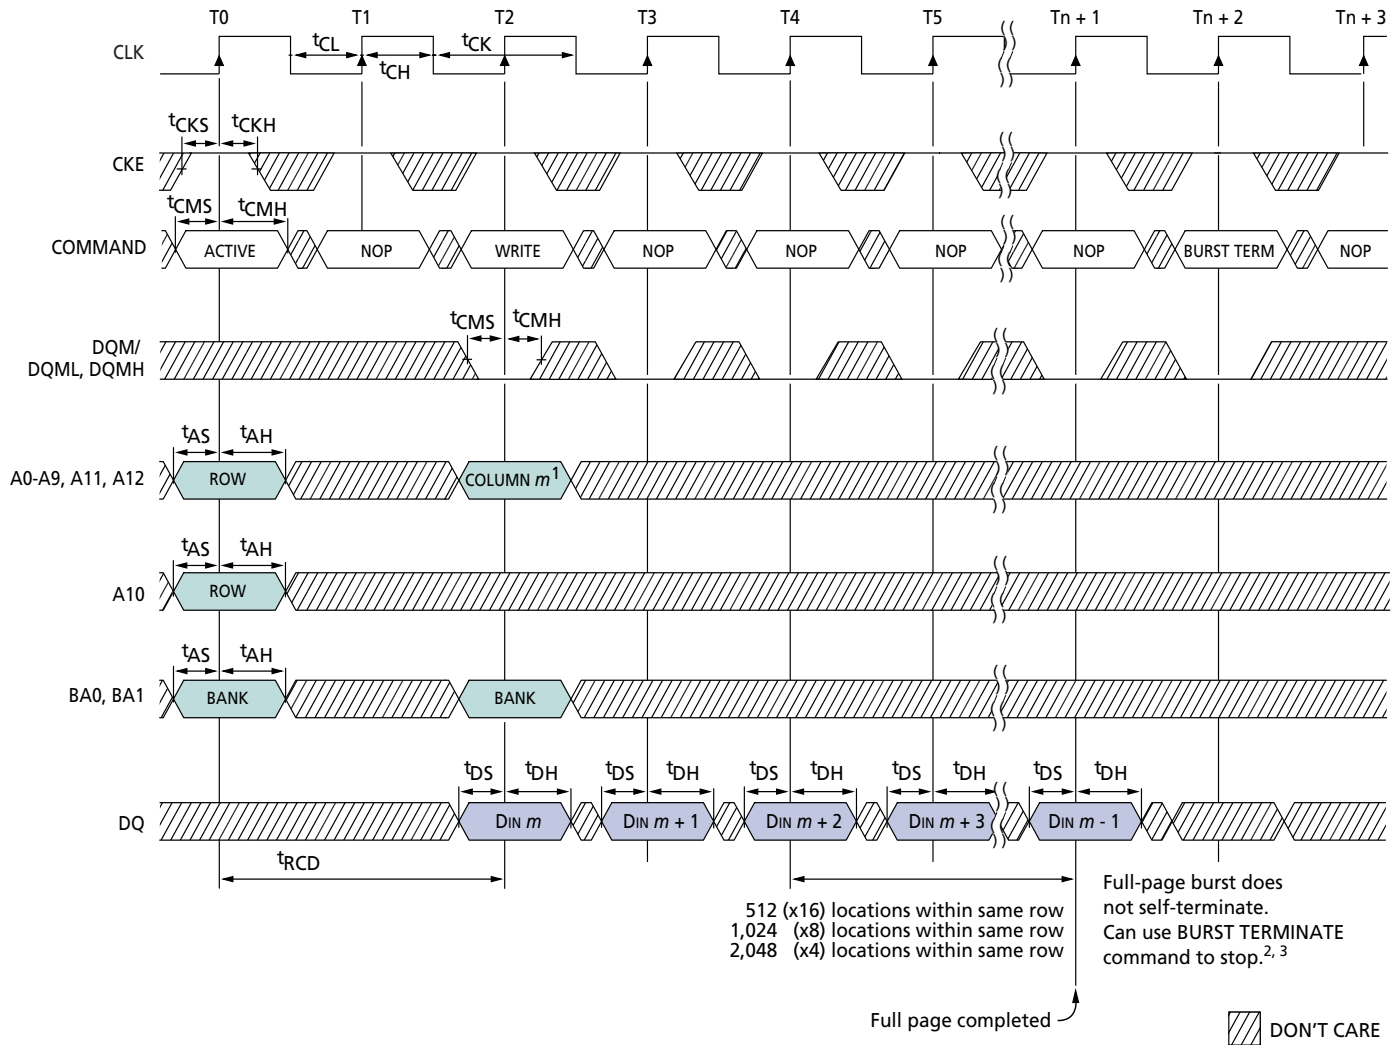 T0 T1 T2 T3 T4 T5 Tn + 1 Tn + 2 Tn + 3
CLK
tCL tCK
tCH
tCKS tCKH
CKE
tCMS tCMH
COMMAND ACTIVE NOP WRITE NOP NOP NOP NOP BURST TERM NOP
tCMS tCMH
DQM/
DQML, DQMH
tAS tAH
A0-A9, A11, A12 ROW COLUMN m1
tAS tAH
A10 ROW
tAS tAH
BA0, BA1 BANK BANK
tDS tDH tDS tDH tDS tDH tDS tDH tDS tDH
DQ DIN m DIN m + 1 DIN m + 2 DIN m + 3 DIN m - 1
tRCD
512 (x16) locations within same row
1,024 (x8) locations within same row
2,048 (x4) locations within same row
Full-page burst does
not self-terminate.
Can use BURST TERMINATE
command to stop.2, 3
Full page completed
DON'T CARE